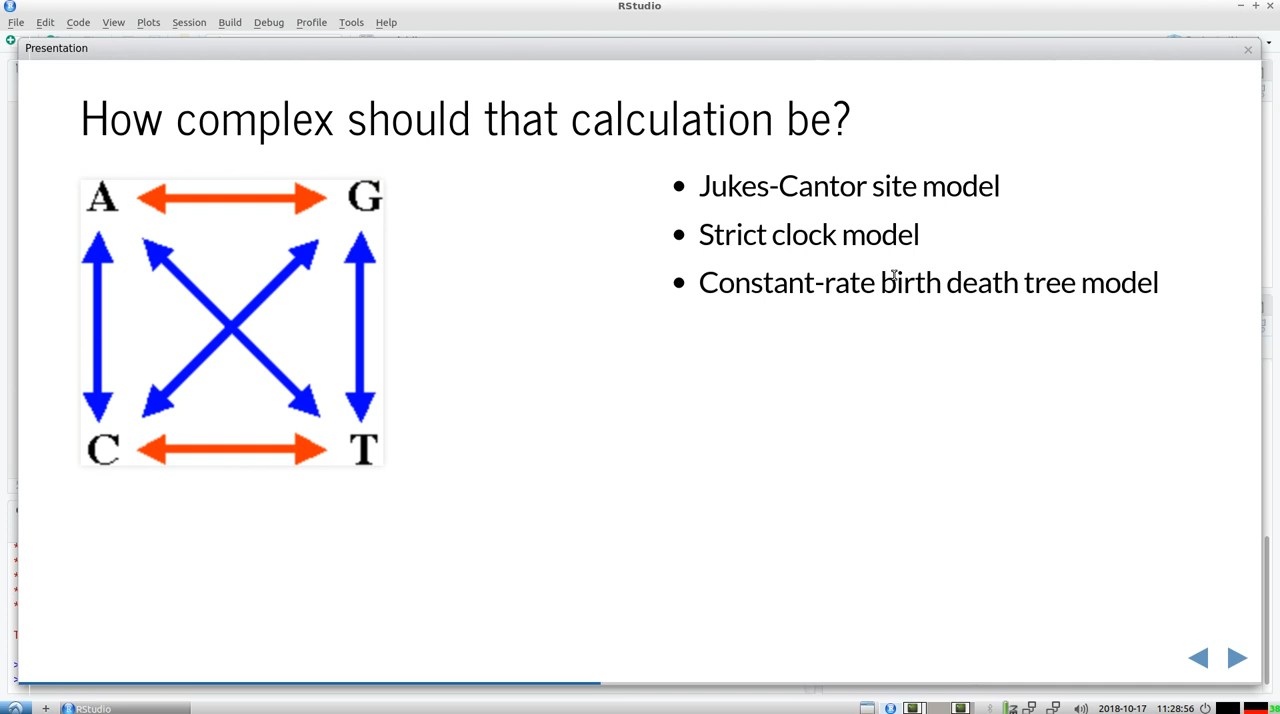 RStudio
File Edit Code View Plots Session Build Debug Profile Tools Help
Presentation
How complex should that calculation be?
A G
C T
Jukes-Cantor site model
Strict clock model
Constant-rate birth death tree model
RStudio
2018-10-17 11:28:56